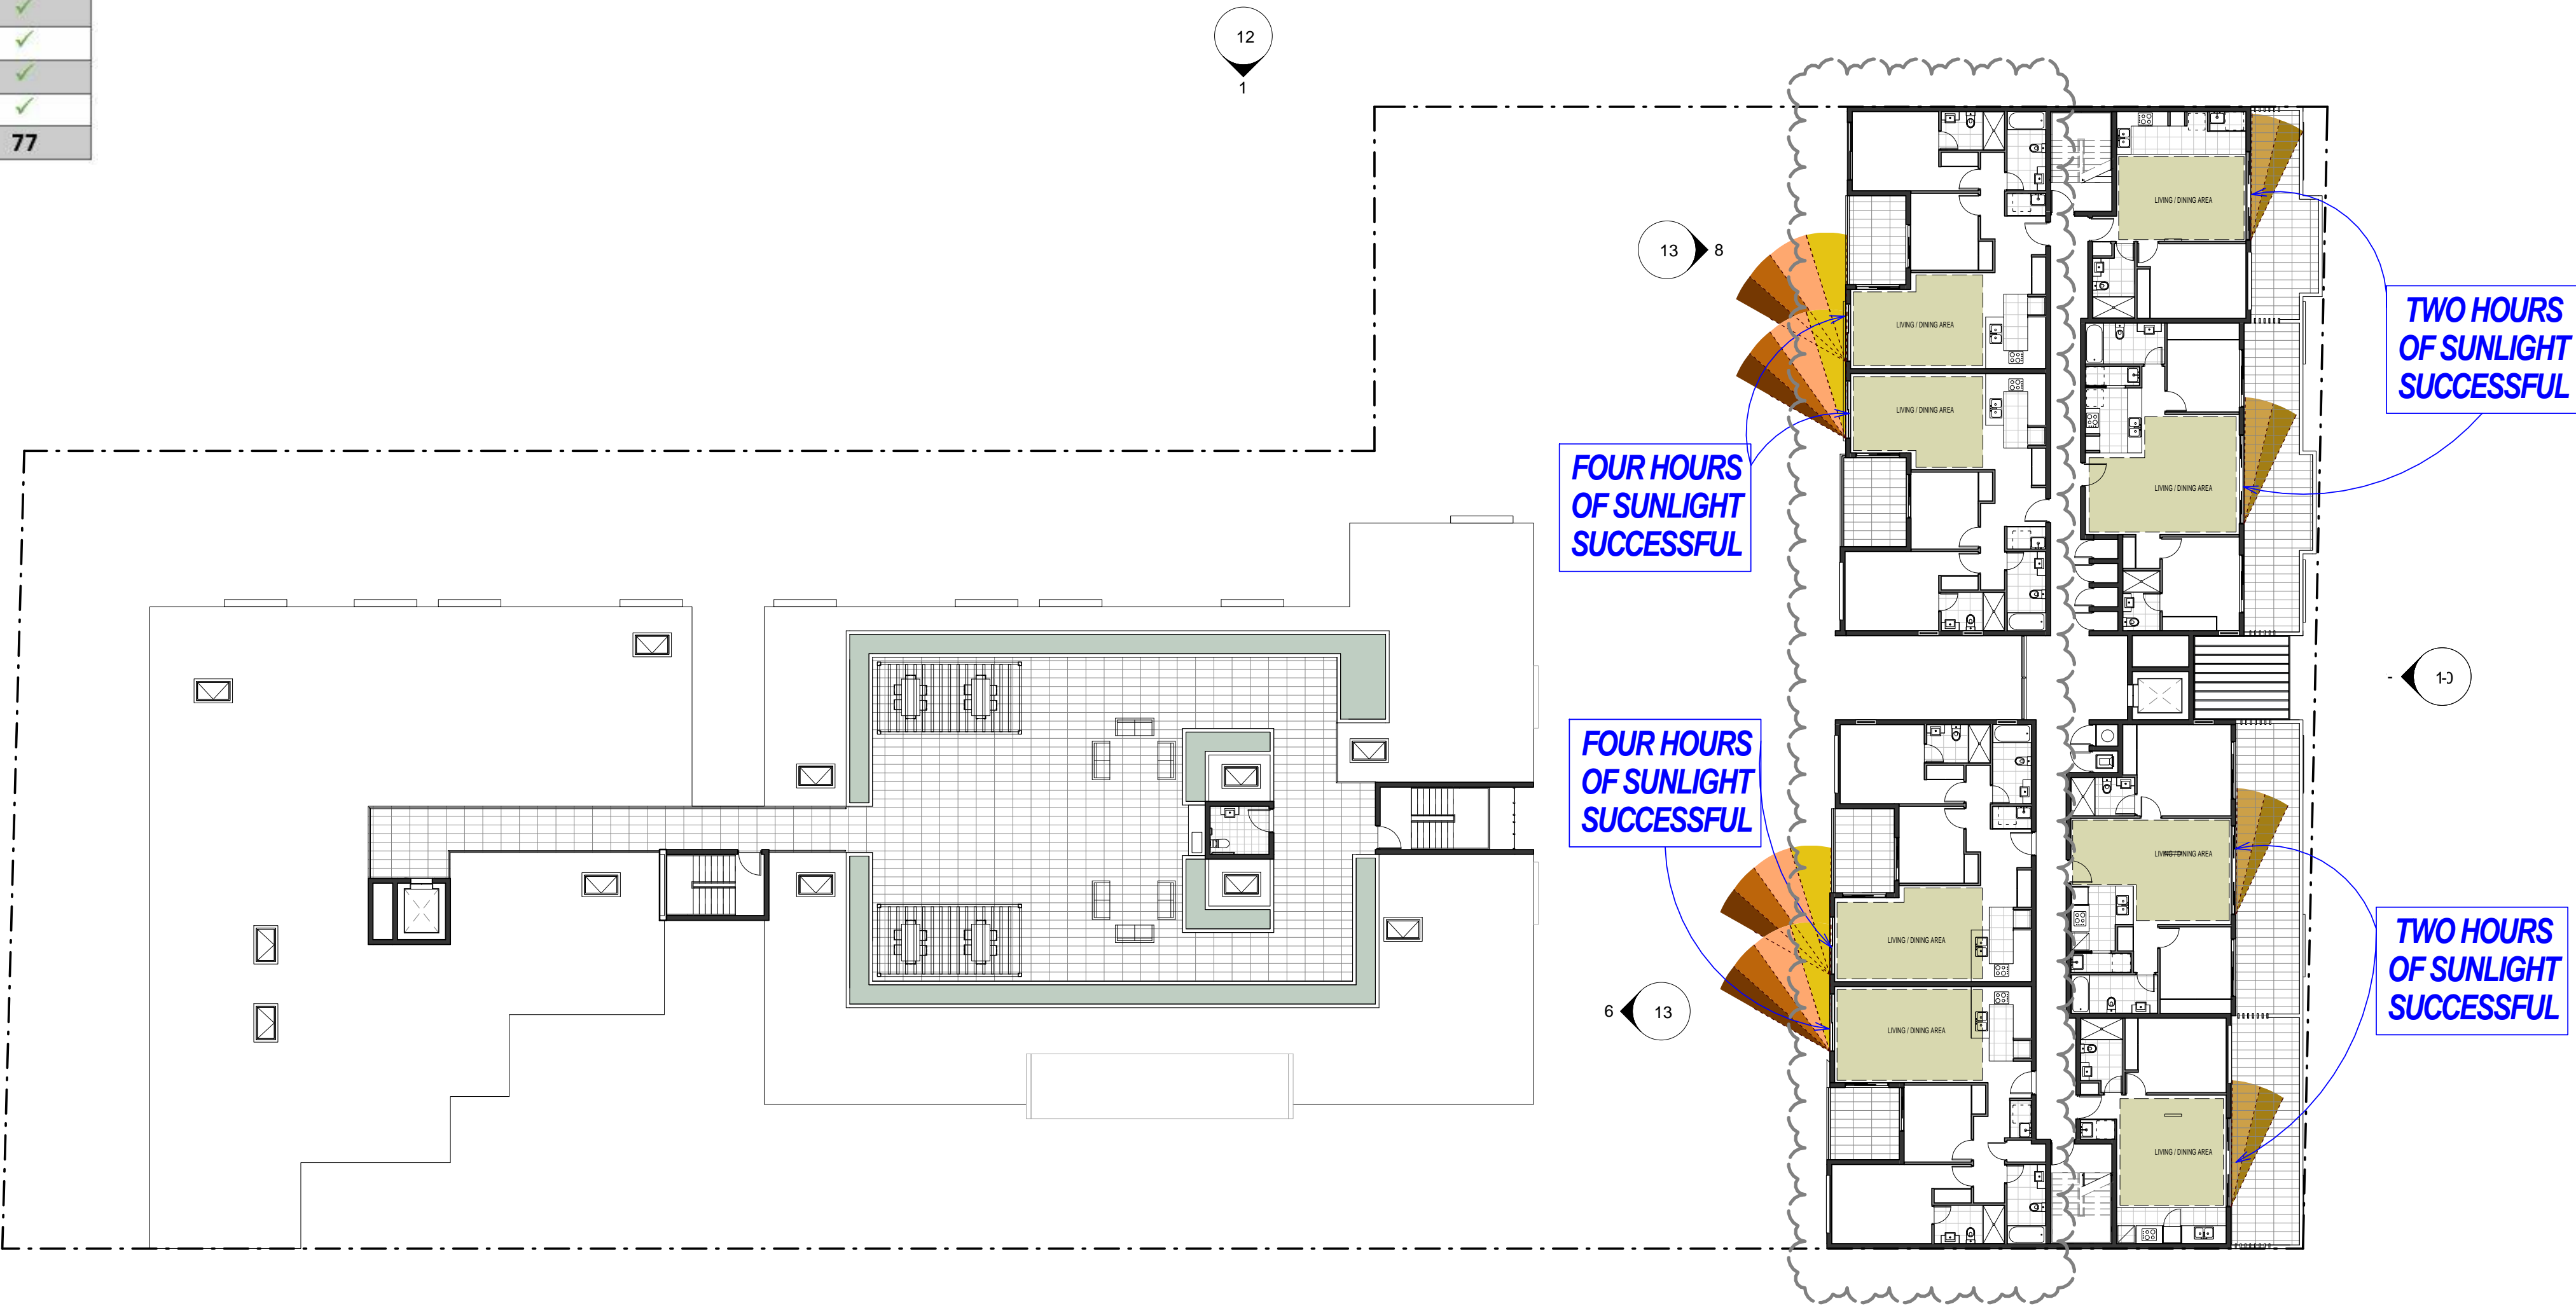 ✓
✓
✓
✓
77
12
1
13
8
LIVING / DINING AREA
LIVING / DINING AREA
LIVING / DINING AREA
LIVING / DINING AREA
TWO HOURS
OF SUNLIGHT
SUCCESSFUL
FOUR HOURS
OF SUNLIGHT
SUCCESSFUL
-
FOUR HOURS
OF SUNLIGHT
SUCCESSFUL
LIVING / DINING AREA
LIVING / DINING AREA
TWO HOURS
OF SUNLIGHT
SUCCESSFUL
6
13
LIVING / DINING AREA
LIVING / DINING AREA